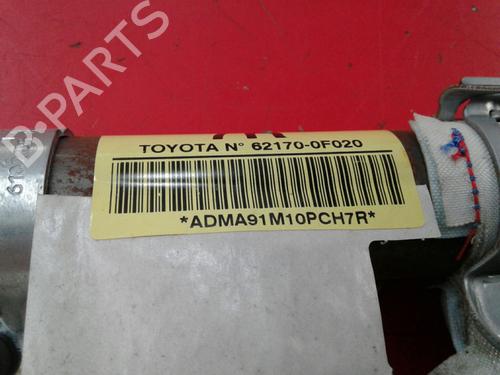 B-PARTS
TOYOTA N° 62170-0F020
*ADMA91M10PCH7R*